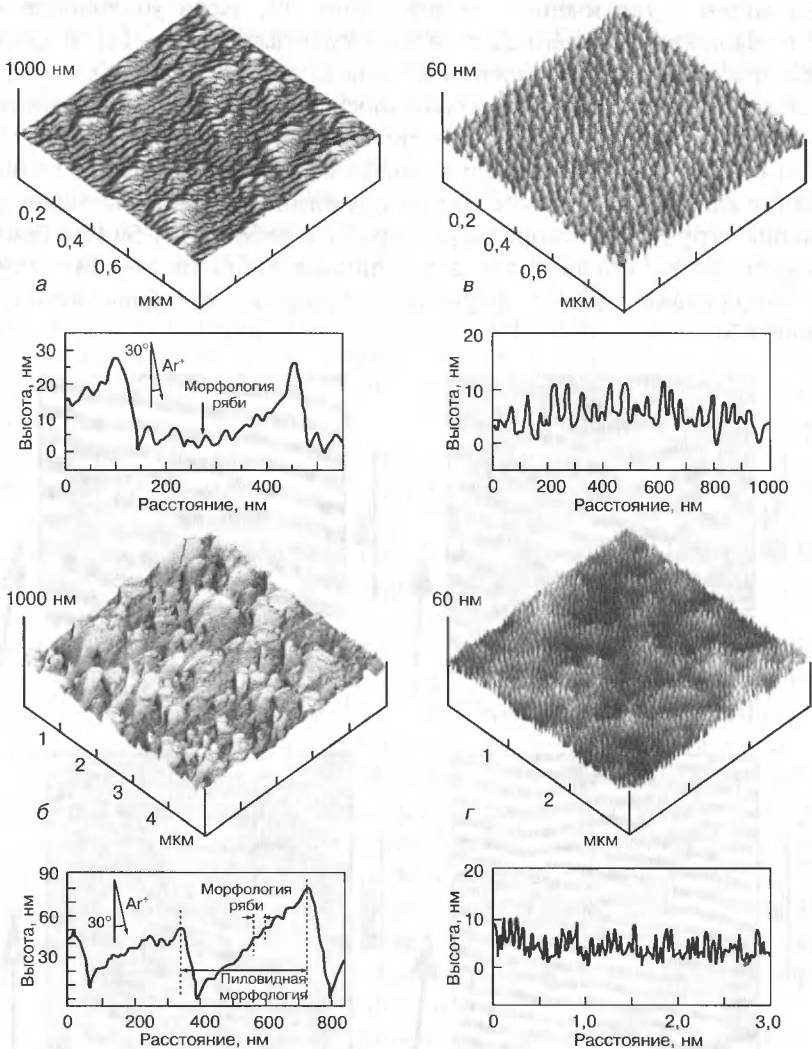 1000 нм
0,2
0,4
0,6
мкм
а
60 нм
0,2
0,4
0,6
мкм
в
Высота, нм
30
20
10
0
30°
Ar⁺
Морфология
ряби
0 200 400
Расстояние, нм
Высота, нм
20
10
0
0 200 400 600 800 1000
Расстояние, нм
1000 нм
1
2
3
4
мкм
б
60 нм
1
2
мкм
г
Высота, нм
90
60
30
30°
Ar⁺
Морфология
ряби
Пиловидная
морфология
0 200 400 600 800
Расстояние, нм
Высота, нм
20
10
0
0 1,0 2,0 3,0
Расстояние, нм